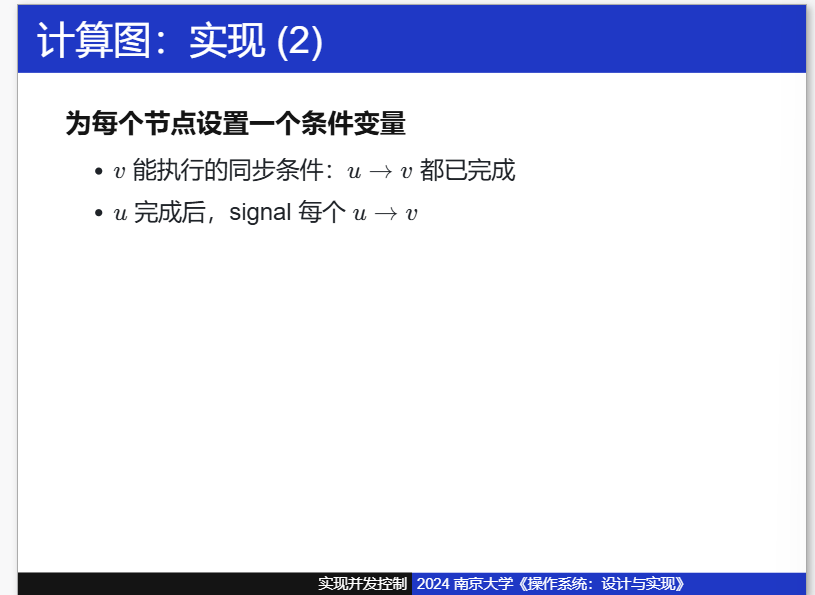 计算图：实现 (2)
为每个节点设置一个条件变量
• v 能执行的同步条件：u → v 都已完成
• u 完成后，signal 每个 u → v
实现并发控制 2024 南京大学《操作系统：设计与实现》